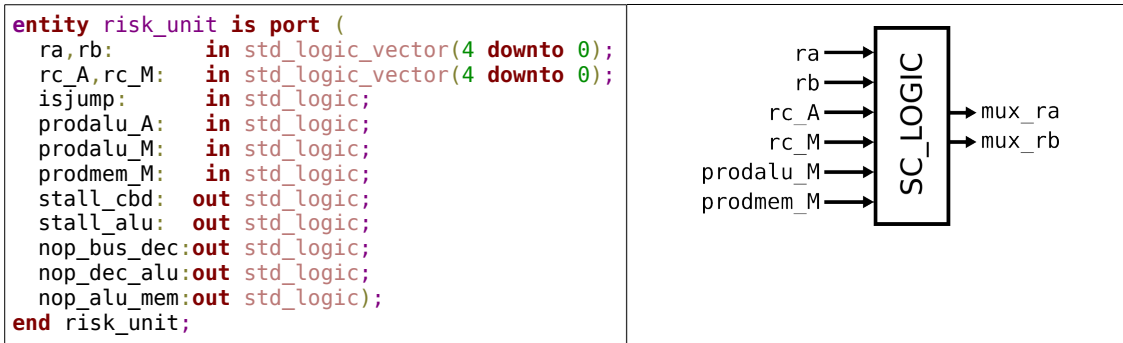 entity risk_unit is port (
  ra,rb:       in std_logic_vector(4 downto 0);
  rc_A,rc_M:   in std_logic_vector(4 downto 0);
  isjump:      in std_logic;
  prodalu_A:   in std_logic;
  prodalu_M:   in std_logic;
  prodmem_M:   in std_logic;
  stall_cbd:  out std_logic;
  stall_alu:  out std_logic;
  nop_bus_dec:out std_logic;
  nop_dec_alu:out std_logic;
  nop_alu_mem:out std_logic);
end risk_unit;
ra
rb
rc_A
rc_M
prodalu_M
prodmem_M
SC_LOGIC
mux_ra
mux_rb